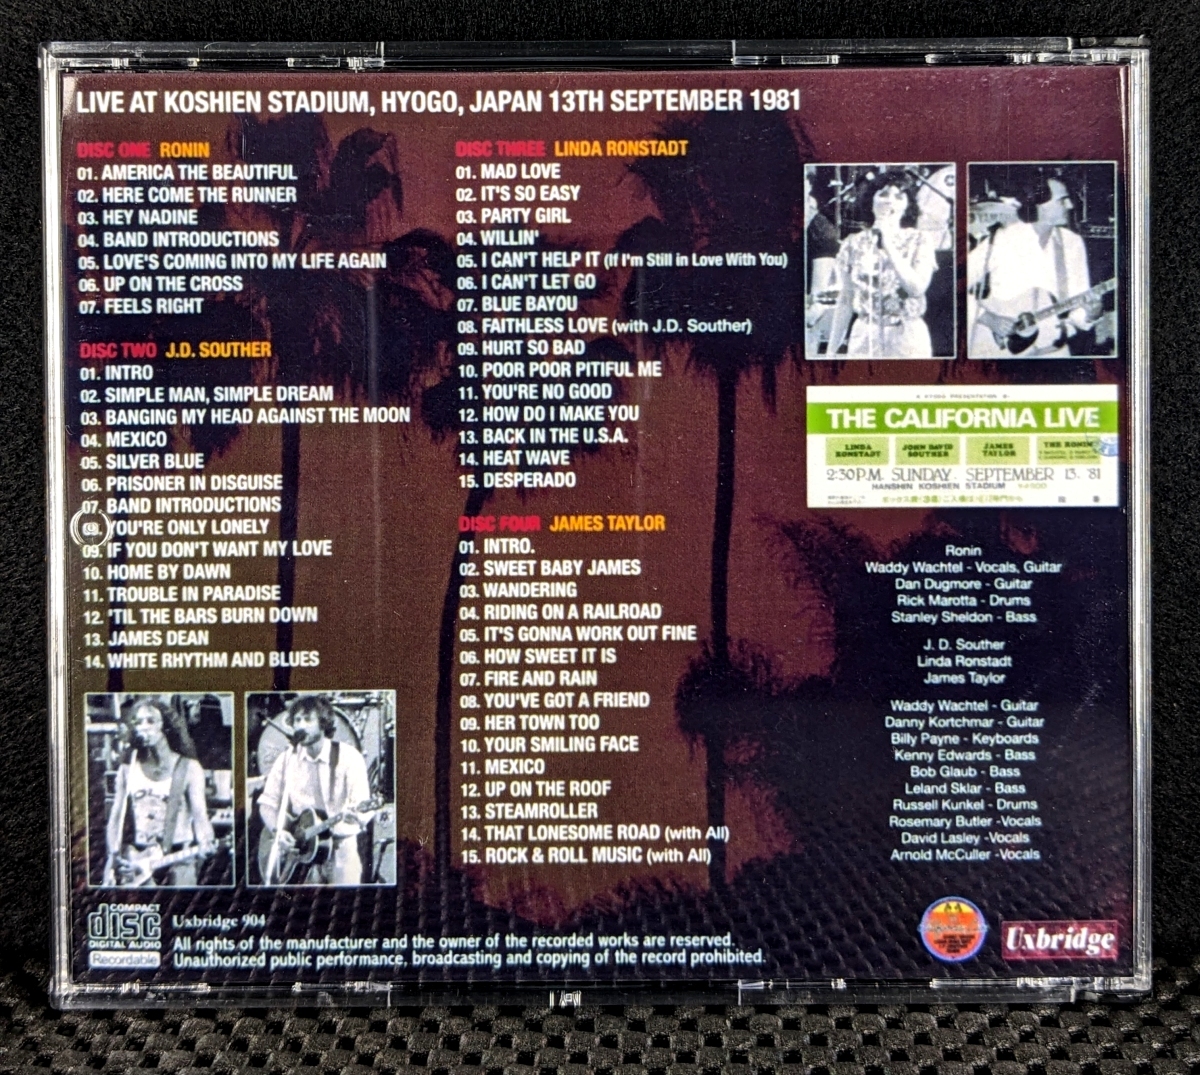 LIVE AT KOSHIEN STADIUM, HYOGO, JAPAN 13TH SEPTEMBER 1981
DISC ONE RONIN
01. AMERICA THE BEAUTIFUL
02. HERE COME THE RUNNER
03. HEY NADINE
04. BAND INTRODUCTIONS
05. LOVE'S COMING INTO MY LIFE AGAIN
06. UP ON THE CROSS
07. FEELS RIGHT
DISC TWO J.D. SOUTHER
01. INTRO
02. SIMPLE MAN, SIMPLE DREAM
03. BANGING MY HEAD AGAINST THE MOON
04. MEXICO
05. SILVER BLUE
06. PRISONER IN DISGUISE
07. BAND INTRODUCTIONS
YOU'RE ONLY LONELY
09. IF YOU DON'T WANT MY LOVE
10. HOME BY DAWN
11. TROUBLE IN PARADISE
12. 'TIL THE BARS BURN DOWN
13. JAMES DEAN
14. WHITE RHYTHM AND BLUES
DISC THREE LINDA RONSTADT
01. MAD LOVE
02. IT'S SO EASY
03. PARTY GIRL
04. WILLIN'
05. I CAN'T HELP IT (If I'm Still in Love With You)
06. I CAN'T LET GO
07. BLUE BAYOU
08. FAITHLESS LOVE (with J.D. Souther)
09. HURT SO BAD
10. POOR POOR PITIFUL ME
11. YOU'RE NO GOOD
12. HOW DO I MAKE YOU
13. BACK IN THE U.S.A.
14. HEAT WAVE
15. DESPERADO
DISC FOUR JAMES TAYLOR
01. INTRO.
02. SWEET BABY JAMES
03. WANDERING
04. RIDING ON A RAILROAD
05. IT'S GONNA WORK OUT FINE
06. HOW SWEET IT IS
07. FIRE AND RAIN
08. YOU'VE GOT A FRIEND
09. HER TOWN TOO
10. YOUR SMILING FACE
11. MEXICO
12. UP ON THE ROOF
13. STEAMROLLER
14. THAT LONESOME ROAD (with All)
15. ROCK & ROLL MUSIC (with All)
THE CALIFORNIA LIVE
LINDA RONSTADT JOHN DAVID SOUTHER JAMES TAYLOR THE RONIN
2:30P.M. SUNDAY. SEPTEMBER 13. '81
HANSHIN KOSHIEN STADIUM
Ronin
Waddy Wachtel - Vocals, Guitar
Dan Dugmore - Guitar
Rick Marotta - Drums
Stanley Sheldon - Bass
J. D. Souther
Linda Ronstadt
James Taylor
Waddy Wachtel - Guitar
Danny Kortchmar - Guitar
Billy Payne - Keyboards
Kenny Edwards - Bass
Bob Glaub - Bass
Leland Sklar - Bass
Russell Kunkel - Drums
Rosemary Butler -Vocals
David Lasley -Vocals
Arnold McCuller -Vocals
COMPACT
disc
DIGITAL AUDIO
Recordable
Uxbridge 904
All rights of the manufacturer and the owner of the recorded works are reserved.
Unauthorized public performance, broadcasting and copying of the record prohibited.
Uxbridge